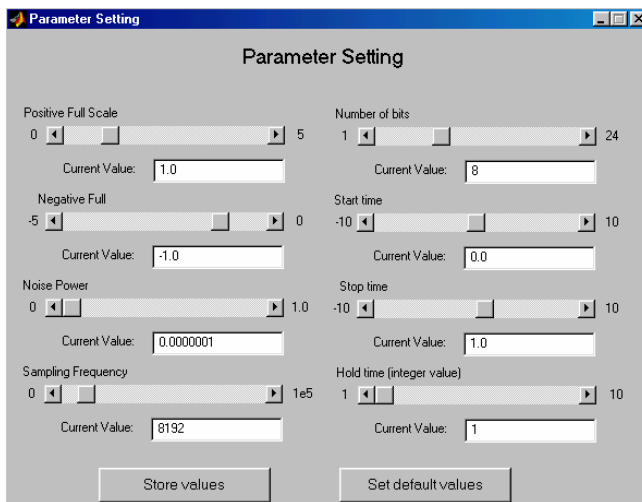 Parameter Setting
Parameter Setting
Positive Full Scale
0 5
Current Value: 1.0
Negative Full
-5 0
Current Value: -1.0
Noise Power
0 1.0
Current Value: 0.0000001
Sampling Frequency
0 1e5
Current Value: 8192
Number of bits
1 24
Current Value: 8
Start time
-10 10
Current Value: 0.0
Stop time
-10 10
Current Value: 1.0
Hold time (integer value)
1 10
Current Value: 1
Store values
Set default values